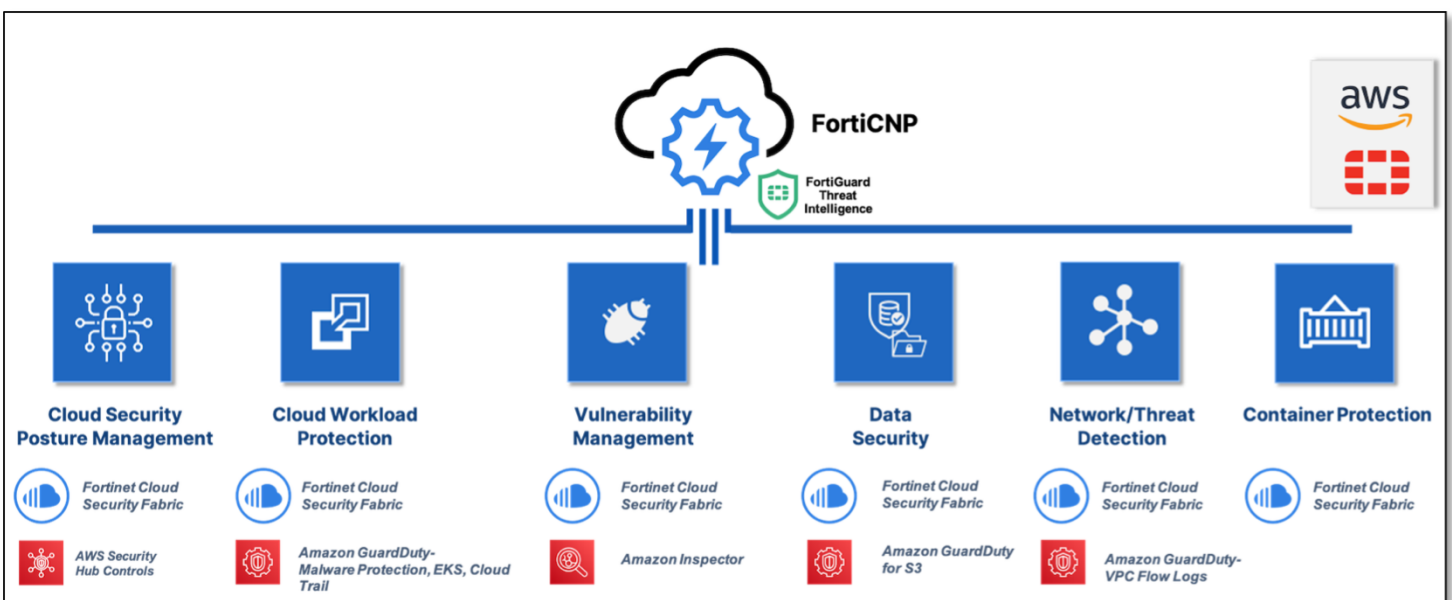 FortiCNP
aws
FortiGuard
Threat
Intelligence
Cloud Security
Posture Management
Cloud Workload
Protection
Vulnerability
Management
Data
Security
Network/Threat
Detection
Container Protection
Fortinet Cloud
Security Fabric
Fortinet Cloud
Security Fabric
Fortinet Cloud
Security Fabric
Fortinet Cloud
Security Fabric
Fortinet Cloud
Security Fabric
Fortinet Cloud
Security Fabric
AWS Security
Hub Controls
Amazon GuardDuty-
Malware Protection, EKS, Cloud
Trail
Amazon Inspector
Amazon GuardDuty
for S3
Amazon GuardDuty-
VPC Flow Logs